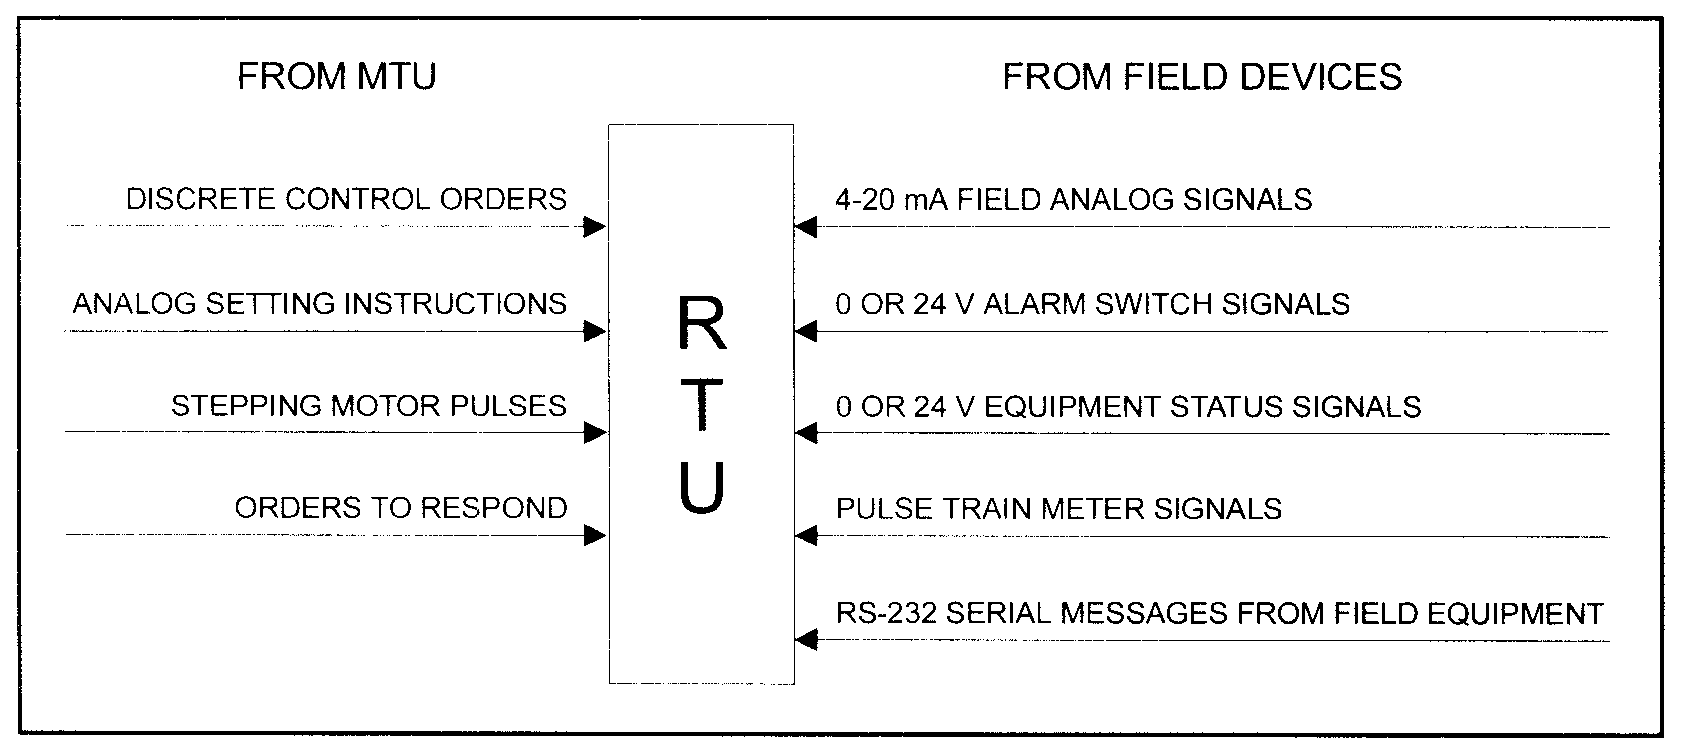 FROM MTU
FROM FIELD DEVICES
DISCRETE CONTROL ORDERS
ANALOG SETTING INSTRUCTIONS
STEPPING MOTOR PULSES
ORDERS TO RESPOND
R
T
U
4-20 mA FIELD ANALOG SIGNALS
0 OR 24 V ALARM SWITCH SIGNALS
0 OR 24 V EQUIPMENT STATUS SIGNALS
PULSE TRAIN METER SIGNALS
RS-232 SERIAL MESSAGES FROM FIELD EQUIPMENT